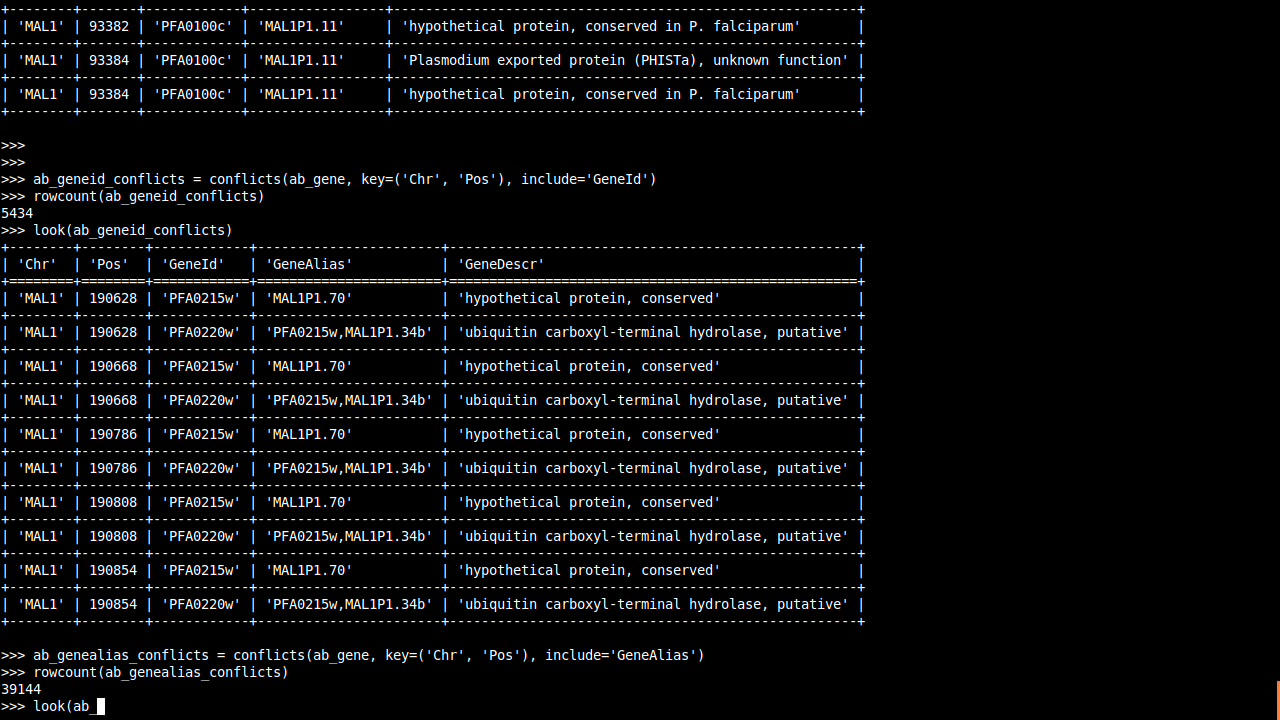 +--------+-------+------------+-----------------+----------------------------------------------------------+
| 'MAL1' | 93382 | 'PFA0100c' | 'MAL1P1.11'     | 'hypothetical protein, conserved in P. falciparum'       |
+--------+-------+------------+-----------------+----------------------------------------------------------+
| 'MAL1' | 93384 | 'PFA0100c' | 'MAL1P1.11'     | 'Plasmodium exported protein (PHISTa), unknown function' |
+--------+-------+------------+-----------------+----------------------------------------------------------+
| 'MAL1' | 93384 | 'PFA0100c' | 'MAL1P1.11'     | 'hypothetical protein, conserved in P. falciparum'       |
+--------+-------+------------+-----------------+----------------------------------------------------------+
>>>
>>>
>>> ab_geneid_conflicts = conflicts(ab_gene, key=('Chr', 'Pos'), include='GeneId')
>>> rowcount(ab_geneid_conflicts)
5434
>>> look(ab_geneid_conflicts)
+--------+--------+------------+-----------------------+---------------------------------------------------+
| 'Chr'  | 'Pos'  | 'GeneId'   | 'GeneAlias'           | 'GeneDescr'                                       |
+========+========+============+=======================+===================================================+
| 'MAL1' | 190628 | 'PFA0215w' | 'MAL1P1.70'           | 'hypothetical protein, conserved'                 |
+--------+--------+------------+-----------------------+---------------------------------------------------+
| 'MAL1' | 190628 | 'PFA0220w' | 'PFA0215w,MAL1P1.34b' | 'ubiquitin carboxyl-terminal hydrolase, putative' |
+--------+--------+------------+-----------------------+---------------------------------------------------+
| 'MAL1' | 190668 | 'PFA0215w' | 'MAL1P1.70'           | 'hypothetical protein, conserved'                 |
+--------+--------+------------+-----------------------+---------------------------------------------------+
| 'MAL1' | 190668 | 'PFA0220w' | 'PFA0215w,MAL1P1.34b' | 'ubiquitin carboxyl-terminal hydrolase, putative' |
+--------+--------+------------+-----------------------+---------------------------------------------------+
| 'MAL1' | 190786 | 'PFA0215w' | 'MAL1P1.70'           | 'hypothetical protein, conserved'                 |
+--------+--------+------------+-----------------------+---------------------------------------------------+
| 'MAL1' | 190786 | 'PFA0220w' | 'PFA0215w,MAL1P1.34b' | 'ubiquitin carboxyl-terminal hydrolase, putative' |
+--------+--------+------------+-----------------------+---------------------------------------------------+
| 'MAL1' | 190808 | 'PFA0215w' | 'MAL1P1.70'           | 'hypothetical protein, conserved'                 |
+--------+--------+------------+-----------------------+---------------------------------------------------+
| 'MAL1' | 190808 | 'PFA0220w' | 'PFA0215w,MAL1P1.34b' | 'ubiquitin carboxyl-terminal hydrolase, putative' |
+--------+--------+------------+-----------------------+---------------------------------------------------+
| 'MAL1' | 190854 | 'PFA0215w' | 'MAL1P1.70'           | 'hypothetical protein, conserved'                 |
+--------+--------+------------+-----------------------+---------------------------------------------------+
| 'MAL1' | 190854 | 'PFA0220w' | 'PFA0215w,MAL1P1.34b' | 'ubiquitin carboxyl-terminal hydrolase, putative' |
+--------+--------+------------+-----------------------+---------------------------------------------------+
>>> ab_genealias_conflicts = conflicts(ab_gene, key=('Chr', 'Pos'), include='GeneAlias')
>>> rowcount(ab_genealias_conflicts)
39144
>>> look(ab_